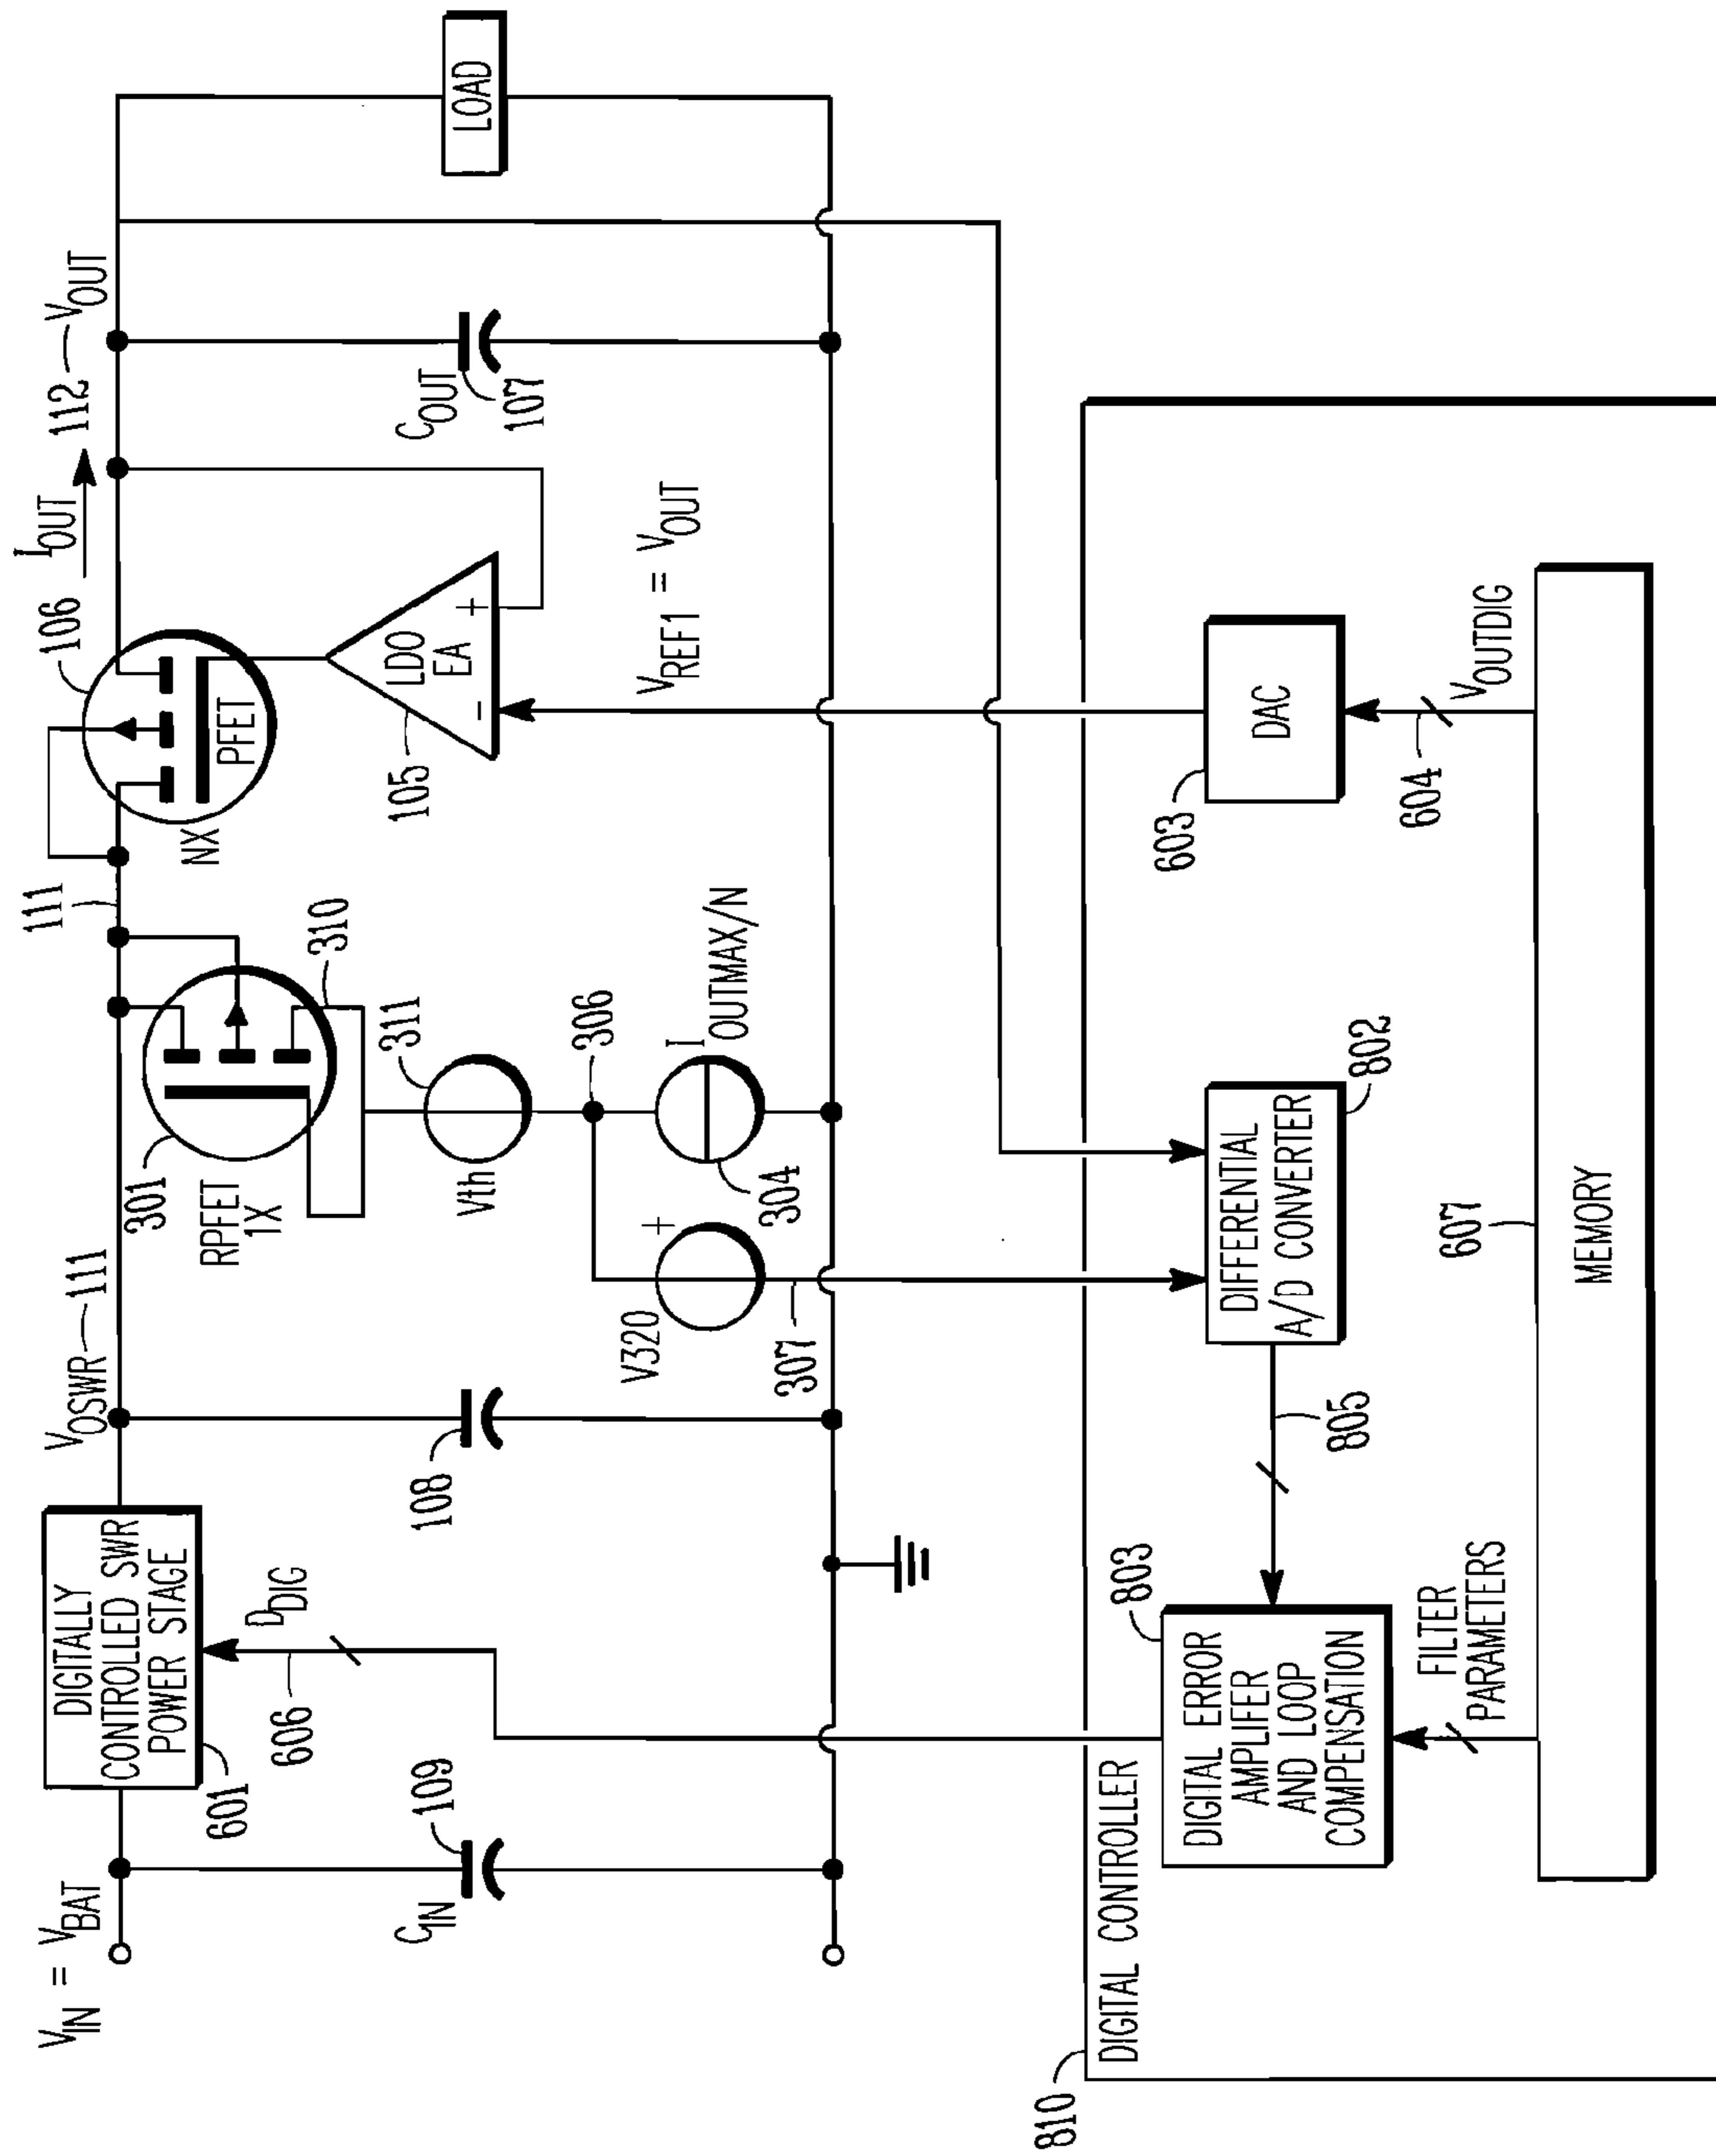 V_IN = V_BAT
C_IN
109
DIGITALLY
CONTROLLED SWR
POWER STAGE
601
D_DIG
606
V_OSWR
111
108
301
RPFET
1X
310
311
Vth
306
V320
+
307
304
I_OUTMAX/N
111
NX
PFET
106
I_OUT
105
LDO
EA
-
+
V_REF1 = V_OUT
112
V_OUT
C_OUT
107
LOAD
810
DIGITAL CONTROLLER
803
DIGITAL ERROR
AMPLIFER
AND LOOP
COMPENSATION
FILTER
PARAMETERS
805
DIFFERENTIAL
A/D CONVERTER
802
603
DAC
604
V_OUTDIG
607
MEMORY